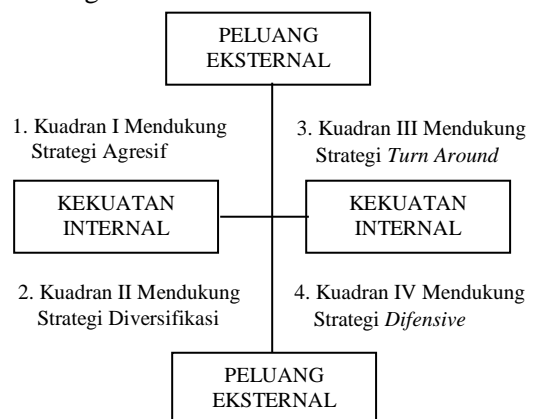 PELUANG
EKSTERNAL
1. Kuadran I Mendukung
Strategi Agresif
3. Kuadran III Mendukung
Strategi Turn Around
KEKUATAN
INTERNAL
KEKUATAN
INTERNAL
2. Kuadran II Mendukung
Strategi Diversifikasi
4. Kuadran IV Mendukung
Strategi Difensive
PELUANG
EKSTERNAL